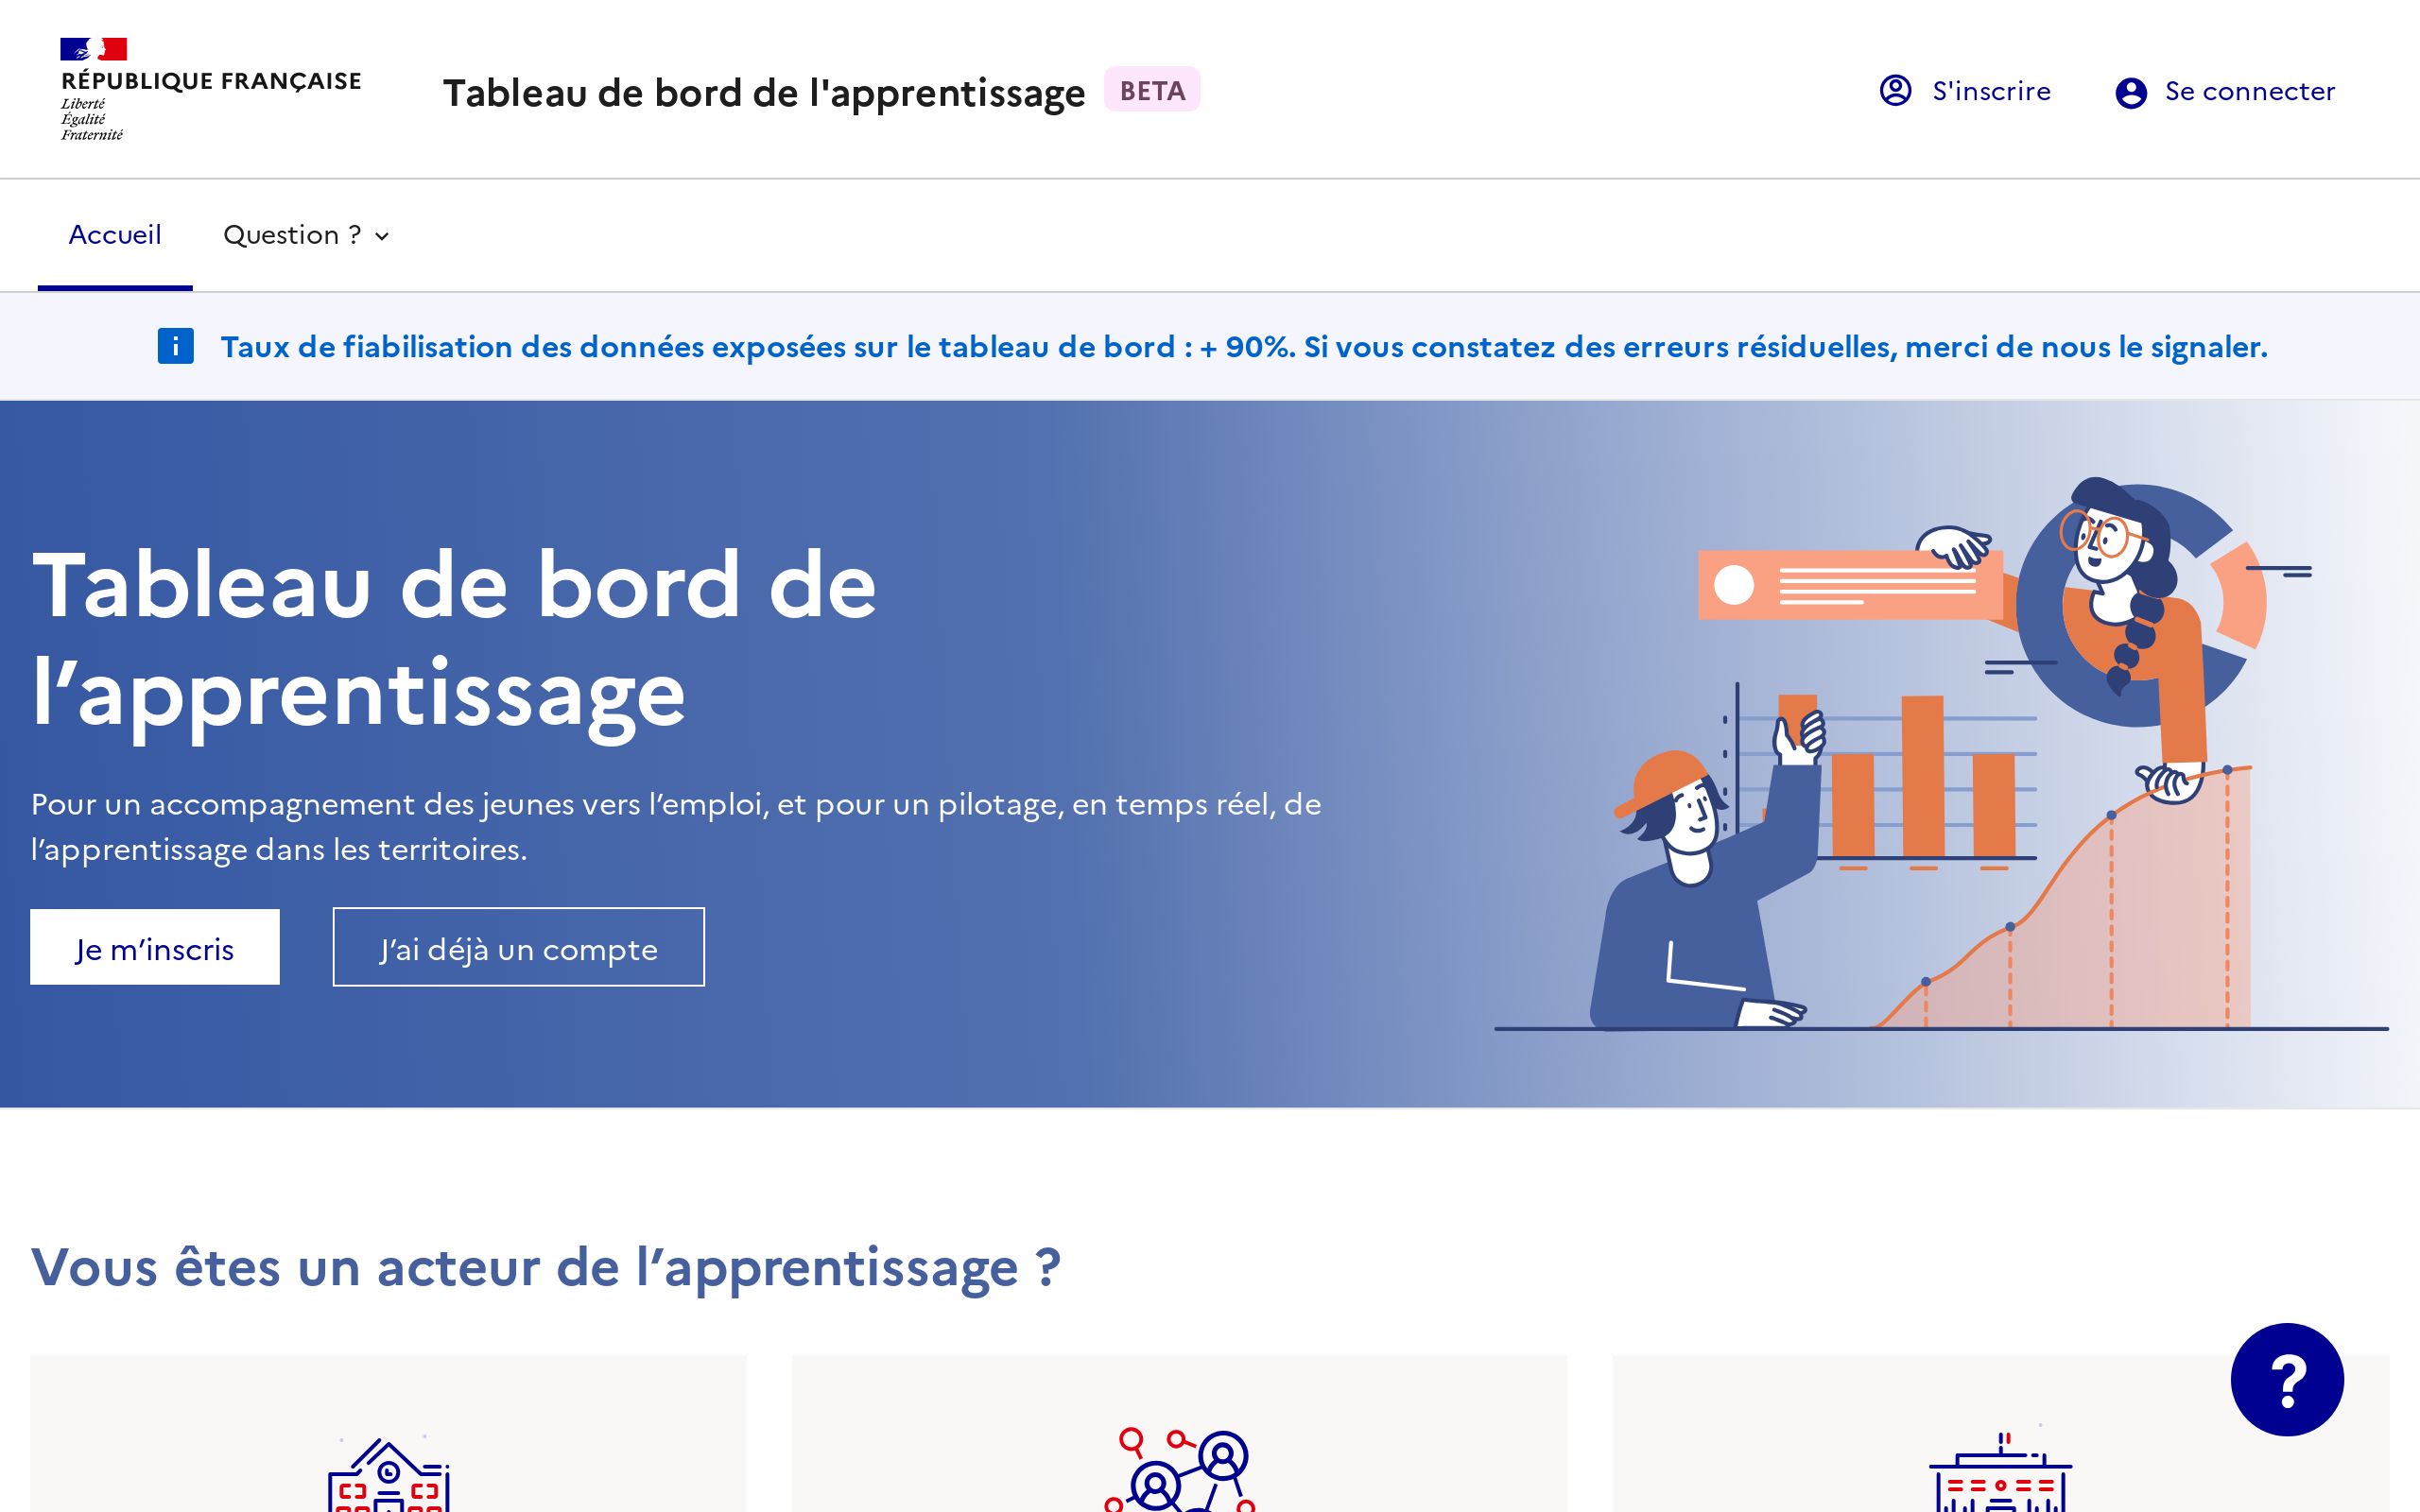 RÉPUBLIQUE FRANÇAISE
Liberté
Égalité
Fraternité
Tableau de bord de l'apprentissage BETA
S'inscrire
Se connecter
Accueil
Question ?
Taux de fiabilisation des données exposées sur le tableau de bord : + 90%. Si vous constatez des erreurs résiduelles, merci de nous le signaler.
Tableau de bord de
l’apprentissage
Pour un accompagnement des jeunes vers l’emploi, et pour un pilotage, en temps réel, de
l’apprentissage dans les territoires.
Je m’inscris
J’ai déjà un compte
Vous êtes un acteur de l’apprentissage ?
?